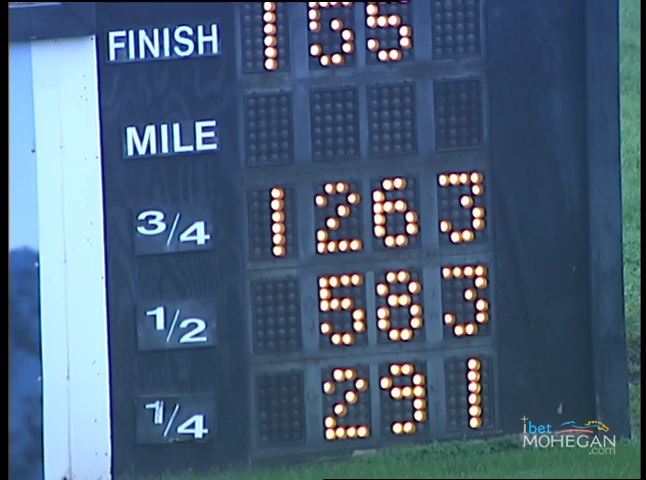 FINISH 155
MILE
3/4 1263
1/2 583
1/4 291
ibet
MOHEGAN
.com